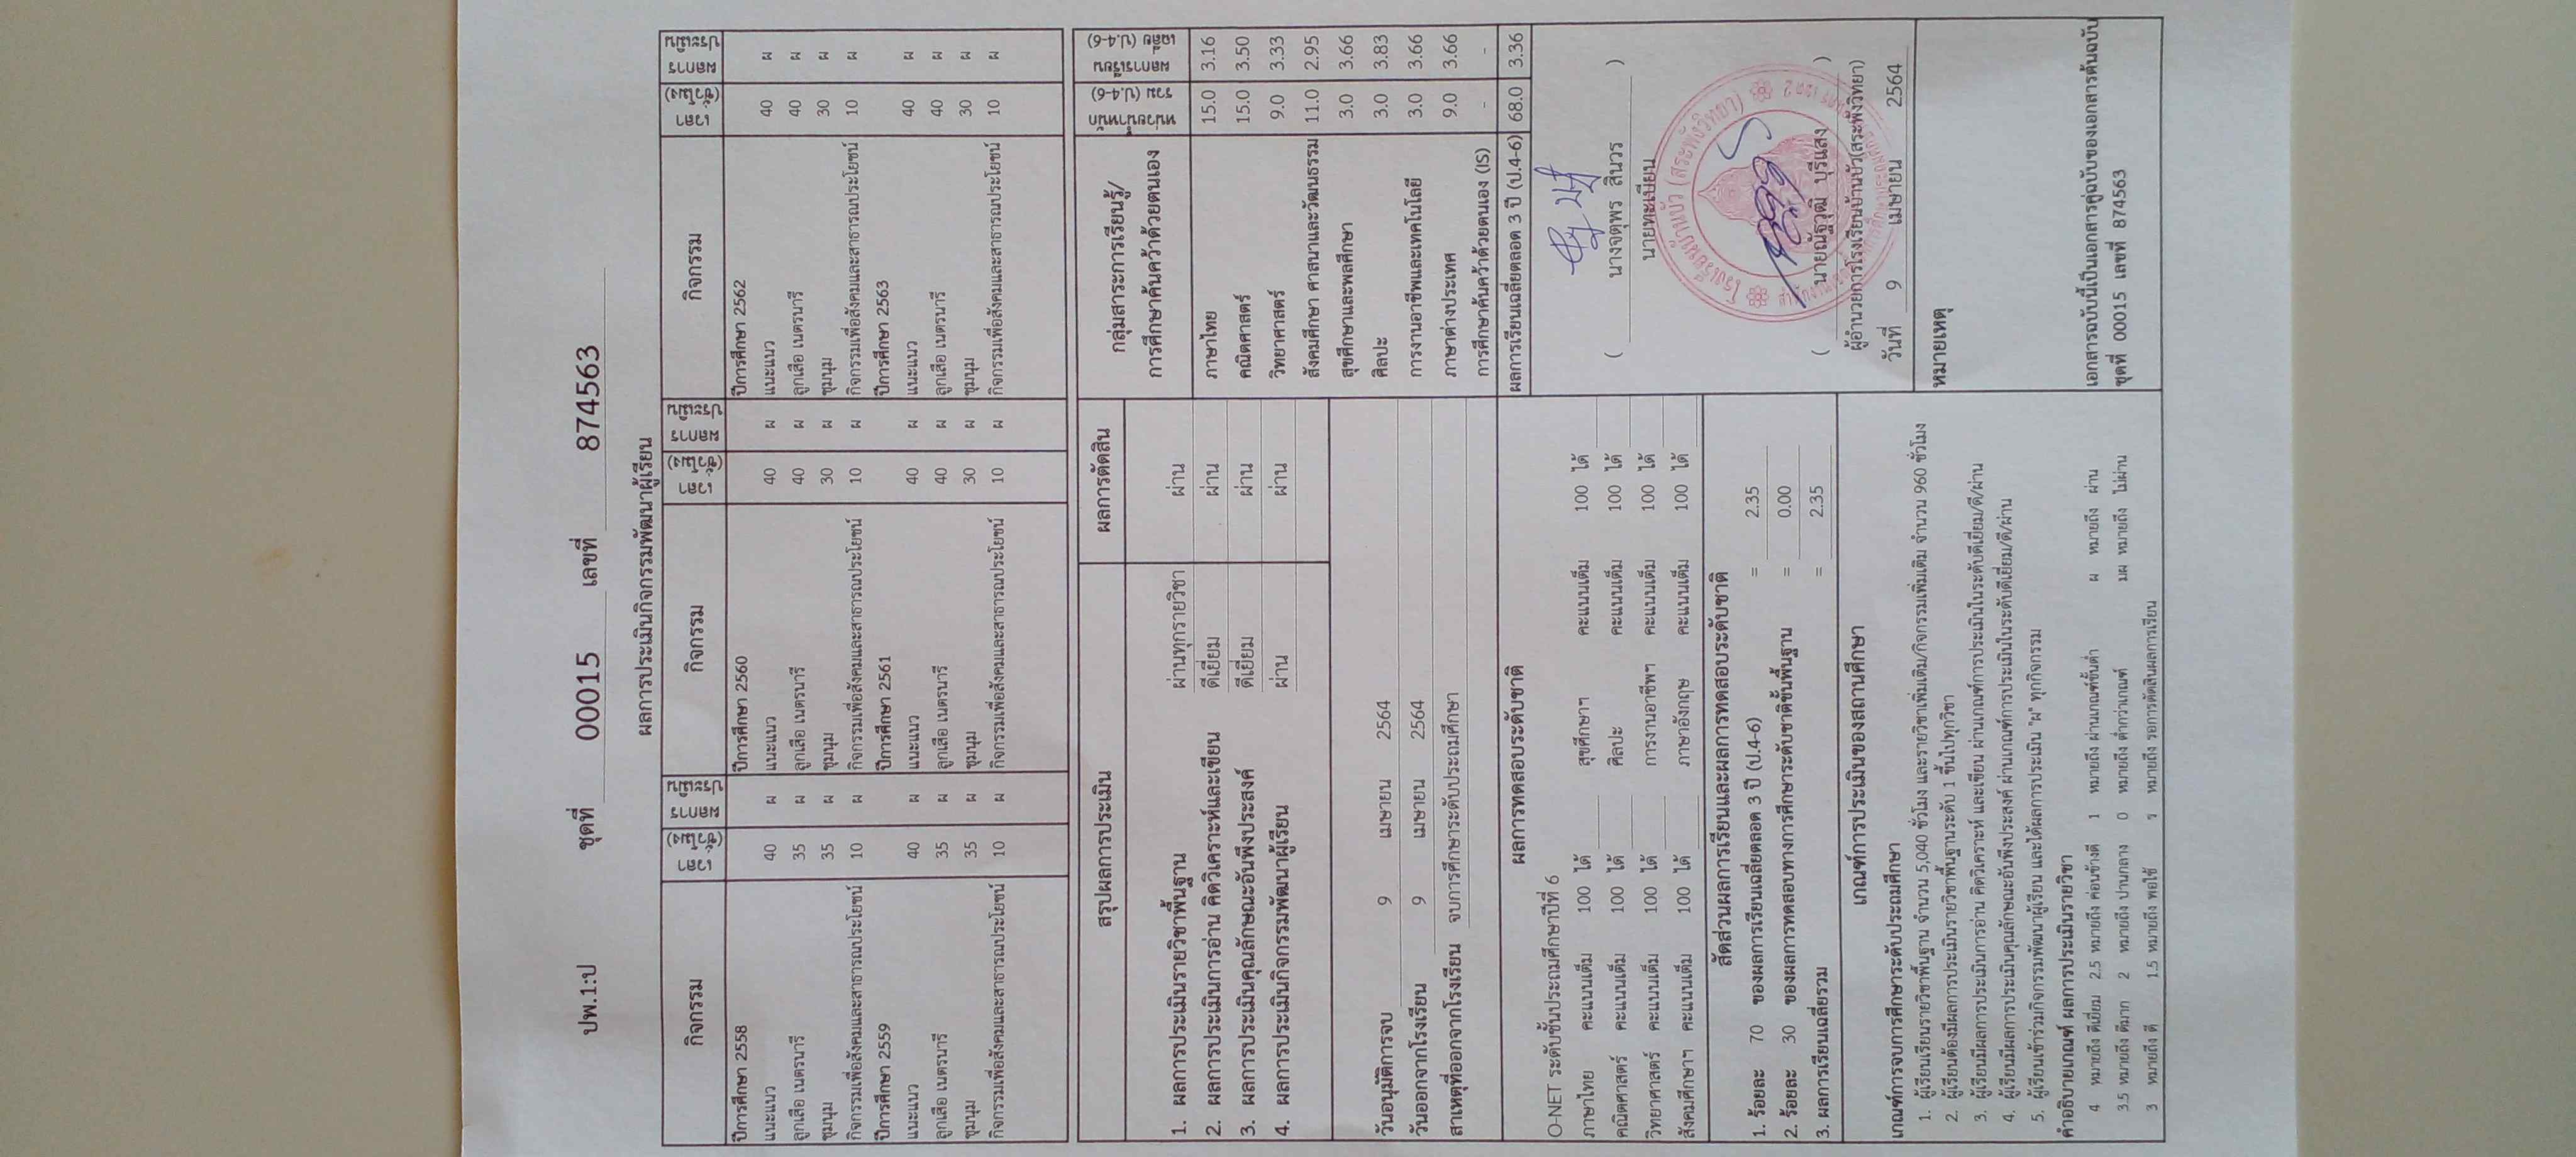 ปพ.1:ป ชุดที่ 00015 เลขที่ 874563
ผลการประเมินกิจกรรมพัฒนาผู้เรียน
กิจกรรม เวลา (ชั่วโมง) ผลการประเมิน กิจกรรม เวลา (ชั่วโมง) ผลการประเมิน กิจกรรม เวลา (ชั่วโมง) ผลการประเมิน
ปีการศึกษา 2558 ปีการศึกษา 2560 ปีการศึกษา 2562
แนะแนว 40 ผ แนะแนว 40 ผ แนะแนว 40 ผ
ลูกเสือ เนตรนารี 35 ผ ลูกเสือ เนตรนารี 40 ผ ลูกเสือ เนตรนารี 40 ผ
ชุมนุม 35 ผ ชุมนุม 30 ผ ชุมนุม 30 ผ
กิจกรรมเพื่อสังคมและสาธารณประโยชน์ 10 ผ กิจกรรมเพื่อสังคมและสาธารณประโยชน์ 10 ผ กิจกรรมเพื่อสังคมและสาธารณประโยชน์ 10 ผ
ปีการศึกษา 2559 ปีการศึกษา 2561 ปีการศึกษา 2563
แนะแนว 40 ผ แนะแนว 40 ผ แนะแนว 40 ผ
ลูกเสือ เนตรนารี 35 ผ ลูกเสือ เนตรนารี 40 ผ ลูกเสือ เนตรนารี 40 ผ
ชุมนุม 35 ผ ชุมนุม 30 ผ ชุมนุม 30 ผ
กิจกรรมเพื่อสังคมและสาธารณประโยชน์ 10 ผ กิจกรรมเพื่อสังคมและสาธารณประโยชน์ 10 ผ กิจกรรมเพื่อสังคมและสาธารณประโยชน์ 10 ผ
สรุปผลการประเมิน ผลการตัดสิน
1. ผลการประเมินรายวิชาพื้นฐาน ผ่านทุกรายวิชา ผ่าน
2. ผลการประเมินการอ่าน คิดวิเคราะห์และเขียน ดีเยี่ยม ผ่าน
3. ผลการประเมินคุณลักษณะอันพึงประสงค์ ดีเยี่ยม ผ่าน
4. ผลการประเมินกิจกรรมพัฒนาผู้เรียน ผ่าน ผ่าน
วันอนุมัติการจบ 9 เมษายน 2564
วันออกจากโรงเรียน 9 เมษายน 2564
สาเหตุที่ออกจากโรงเรียน จบการศึกษาระดับประถมศึกษา
กลุ่มสาระการเรียนรู้/ การศึกษาค้นคว้าด้วยตนเอง หน่วยน้ำหนัก รวม (ป.4-6) ผลการเรียน เฉลี่ย (ป.4-6)
ภาษาไทย 15.0 3.16
คณิตศาสตร์ 15.0 3.50
วิทยาศาสตร์ 9.0 3.33
สังคมศึกษา ศาสนาและวัฒนธรรม 11.0 2.95
สุขศึกษาและพลศึกษา 3.0 3.66
ศิลปะ 3.0 3.83
การงานอาชีพและเทคโนโลยี 3.0 3.66
ภาษาต่างประเทศ 9.0 3.66
การศึกษาค้นคว้าด้วยตนเอง (IS) - -
ผลการเรียนเฉลี่ยตลอด 3 ปี (ป.4-6) 68.0 3.36
ผลการทดสอบระดับชาติ
O-NET ระดับชั้นประถมศึกษาปีที่ 6
ภาษาไทย คะแนนเต็ม 100 ได้ สุขศึกษาฯ คะแนนเต็ม 100 ได้
คณิตศาสตร์ คะแนนเต็ม 100 ได้ ศิลปะ คะแนนเต็ม 100 ได้
วิทยาศาสตร์ คะแนนเต็ม 100 ได้ การงานอาชีพฯ คะแนนเต็ม 100 ได้
สังคมศึกษาฯ คะแนนเต็ม 100 ได้ ภาษาอังกฤษ คะแนนเต็ม 100 ได้
สัดส่วนผลการเรียนและผลการทดสอบระดับชาติ
1. ร้อยละ 70 ของผลการเรียนเฉลี่ยตลอด 3 ปี (ป.4-6) = 2.35
2. ร้อยละ 30 ของผลการทดสอบทางการศึกษาระดับชาติขั้นพื้นฐาน = 0.00
3. ผลการเรียนเฉลี่ยรวม = 2.35
( นางจตุพร สินวร )
นายทะเบียน
โรงเรียนบ้านบัว (สระพังวิทยา)
( นายณัฐวุฒิ บุรีแสง )
ผู้อำนวยการโรงเรียนบ้านบัว(สระพังวิทยา)
วันที่ 9 เมษายน 2564
เกณฑ์การประเมินของสถานศึกษา
เกณฑ์การจบการศึกษาระดับประถมศึกษา
1. ผู้เรียนเรียนรายวิชาพื้นฐาน จำนวน 5,040 ชั่วโมง และรายวิชาเพิ่มเติม/กิจกรรมเพิ่มเติม จำนวน 960 ชั่วโมง
2. ผู้เรียนต้องมีผลการประเมินรายวิชาพื้นฐานระดับ 1 ขึ้นไปทุกวิชา
3. ผู้เรียนมีผลการประเมินการอ่าน คิดวิเคราะห์ และเขียน ผ่านเกณฑ์การประเมินในระดับดีเยี่ยม/ดี/ผ่าน
4. ผู้เรียนมีผลการประเมินคุณลักษณะอันพึงประสงค์ ผ่านเกณฑ์การประเมินในระดับดีเยี่ยม/ดี/ผ่าน
5. ผู้เรียนเข้าร่วมกิจกรรมพัฒนาผู้เรียน และได้ผลการประเมิน "ผ" ทุกกิจกรรม
คำอธิบายเกณฑ์ ผลการประเมินรายวิชา
4 หมายถึง ดีเยี่ยม 2.5 หมายถึง ค่อนข้างดี 1 หมายถึง ผ่านเกณฑ์ขั้นต่ำ ผ หมายถึง ผ่าน
3.5 หมายถึง ดีมาก 2 หมายถึง ปานกลาง 0 หมายถึง ต่ำกว่าเกณฑ์ มผ หมายถึง ไม่ผ่าน
3 หมายถึง ดี 1.5 หมายถึง พอใช้ ร หมายถึง รอการตัดสินผลการเรียน
หมายเหตุ
เอกสารฉบับนี้เป็นเอกสารคู่ฉบับของเอกสารต้นฉบับ
ชุดที่ 00015 เลขที่ 874563